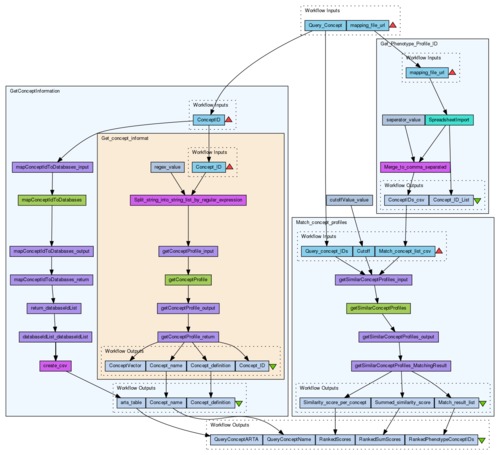 Workflow Inputs
Query_Concept
mapping_file_url
Get_Phenotype_Profile_ID
Workflow Inputs
mapping_file_url
separator_value
SpreadsheetImport
Merge_to_comma_separated
Workflow Outputs
ConceptIDs_csv
Concept_ID_List
GetConceptInformation
Workflow Inputs
ConceptID
Get_concept_informat
mapConceptIdToDatabases_input
regex_value
Workflow Inputs
Concept_ID
mapConceptIdToDatabases
Split_string_into_string_list_by_regular_expression
cutoffValue_value
Match_concept_profiles
Workflow Inputs
mapConceptIdToDatabases_output
getConceptProfile_input
Query_concept_IDs
Cutoff
Match_concept_list_csv
mapConceptIdToDatabases_return
getConceptProfile
getSimilarConceptProfiles_input
return_databaseIdList
getConceptProfile_output
getSimilarConceptProfiles
databaseIdList_databaseIdList
getConceptProfile_return
getSimilarConceptProfiles_output
create_csv
Workflow Outputs
ConceptVector
Concept_name
Concept_definition
Concept_ID
getSimilarConceptProfiles_MatchingResult
Workflow Outputs
arts_table
Concept_name
Concept_definition
Workflow Outputs
Similarity_score_per_concept
Summed_similarity_score
Match_result_list
Workflow Outputs
QueryConceptARTA
QueryConceptName
RankedScores
RankedSumScores
RankedPhenotypeConceptIDs